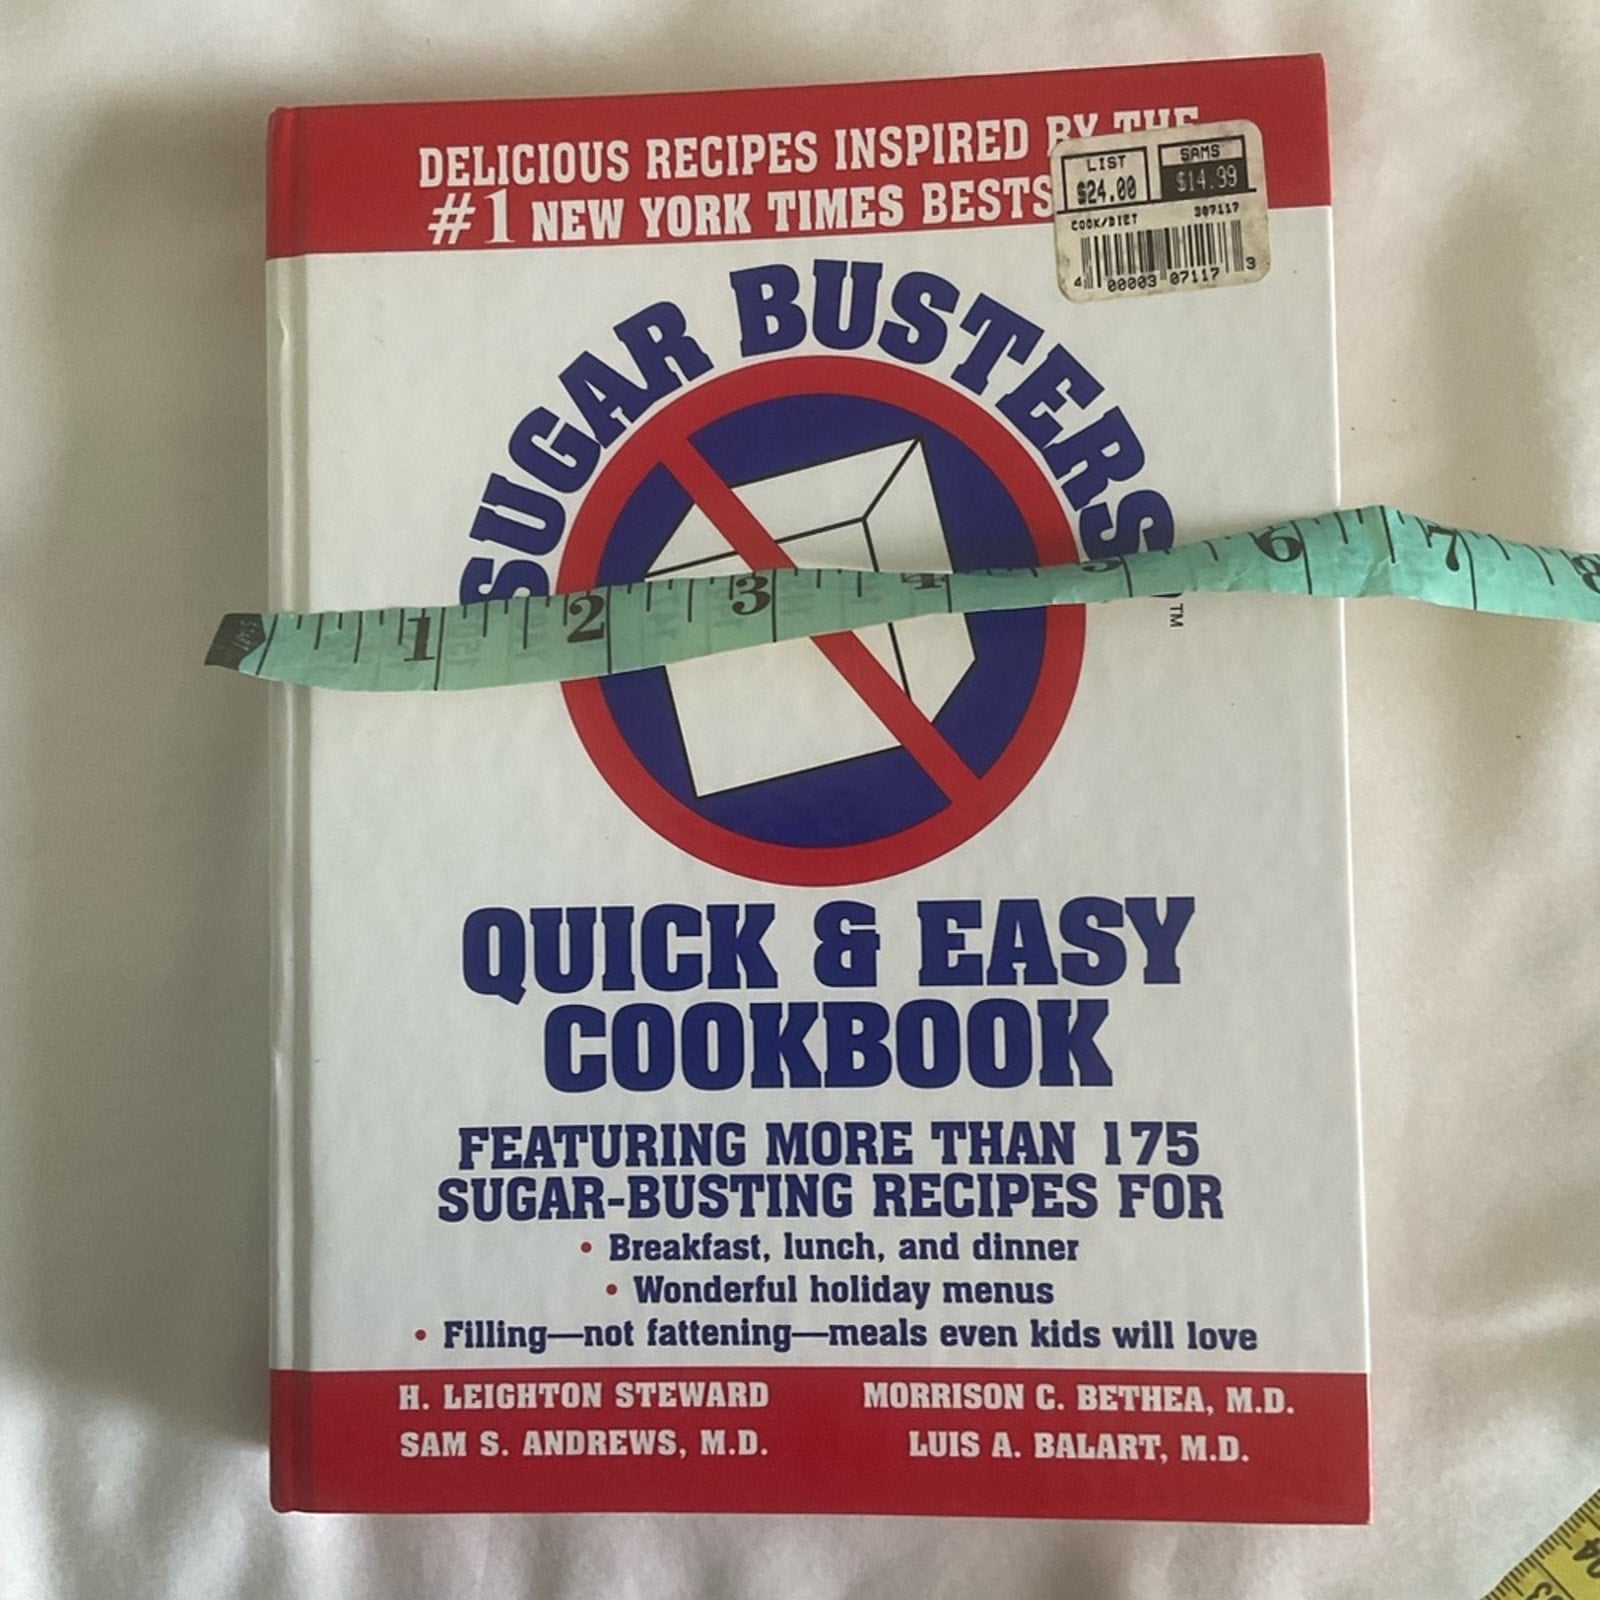 DELICIOUS RECIPES INSPIRED BY THE
#1 NEW YORK TIMES BESTS
LIST SAMS
$24.00 $14.99
COOK/DIET 307117
4 00003 07117 3
SUGAR BUSTERS
TM
1 2 3 4 5 6 7 8
QUICK & EASY
COOKBOOK
FEATURING MORE THAN 175
SUGAR-BUSTING RECIPES FOR
• Breakfast, lunch, and dinner
• Wonderful holiday menus
• Filling—not fattening—meals even kids will love
H. LEIGHTON STEWARD MORRISON C. BETHEA, M.D.
SAM S. ANDREWS, M.D. LUIS A. BALART, M.D.